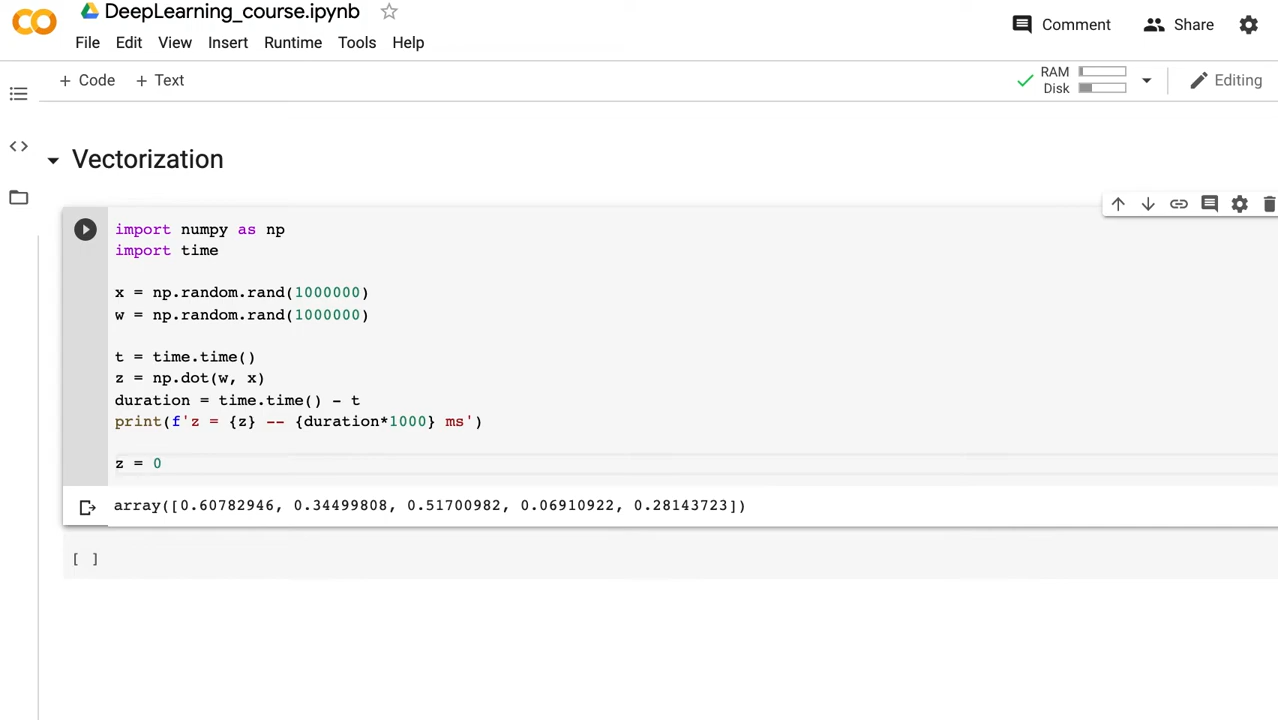 DeepLearning_course.ipynb
File Edit View Insert Runtime Tools Help
Comment Share
+ Code + Text
RAM
Disk
Editing
Vectorization
import numpy as np
import time
x = np.random.rand(1000000)
w = np.random.rand(1000000)
t = time.time()
z = np.dot(w, x)
duration = time.time() - t
print(f'z = {z} -- {duration*1000} ms')
z = 0
array([0.60782946, 0.34499808, 0.51700982, 0.06910922, 0.28143723])
[ ]